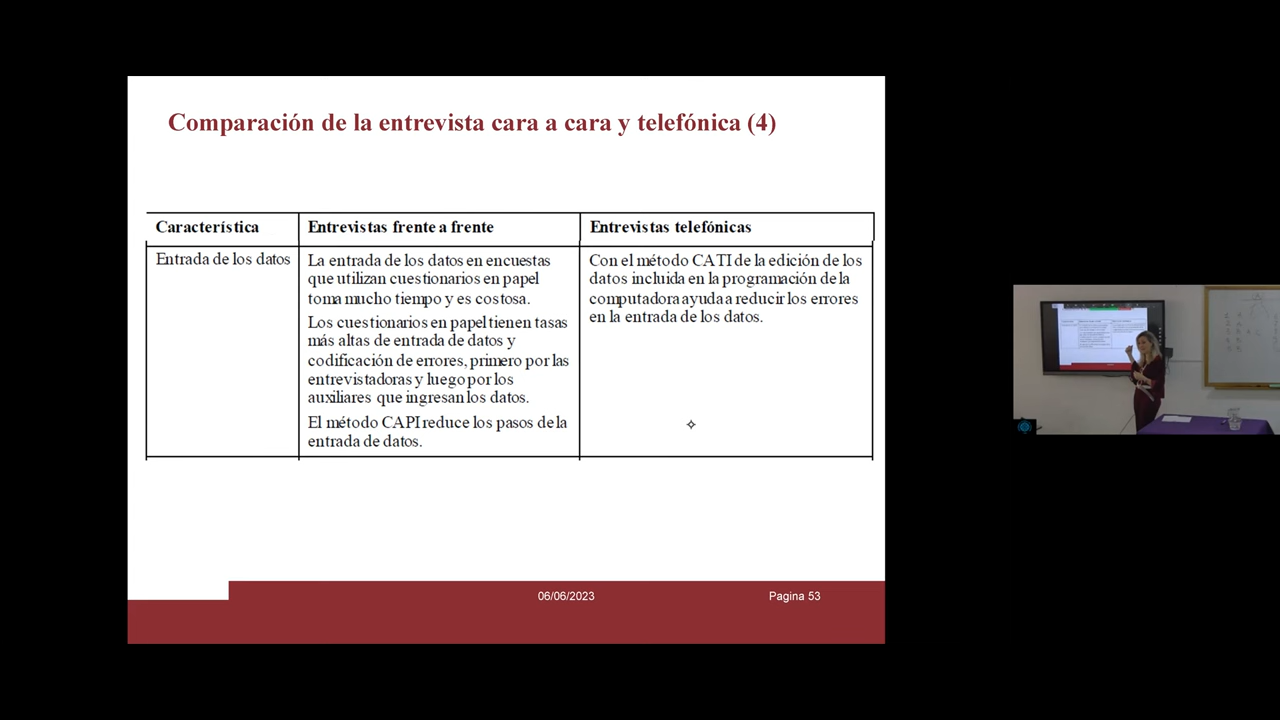 Comparación de la entrevista cara a cara y telefónica (4)
Característica
Entrevistas frente a frente
Entrevistas telefónicas
Entrada de los datos
La entrada de los datos en encuestas
que utilizan cuestionarios en papel
toma mucho tiempo y es costosa.
Los cuestionarios en papel tienen tasas
más altas de entrada de datos y
codificación de errores, primero por las
entrevistadoras y luego por los
auxiliares que ingresan los datos.
El método CAPI reduce los pasos de la
entrada de datos.
Con el método CATI de la edición de los
datos incluida en la programación de la
computadora ayuda a reducir los errores
en la entrada de los datos.
06/06/2023
Pagina 53